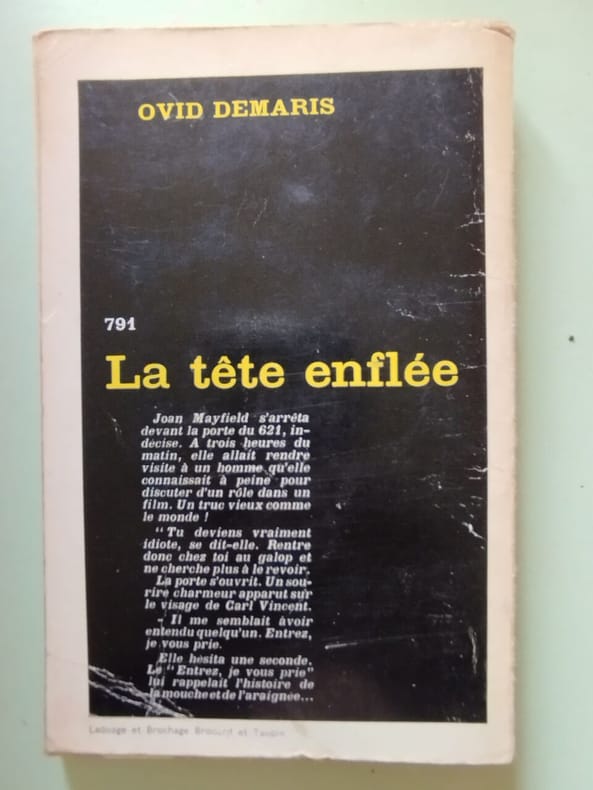 OVID DEMARIS
791
La tête enflée
Joan Mayfield s'arrêta
devant la porte du 621, in-
décise. A trois heures du
matin, elle allait rendre
visite à un homme qu'elle
connaissait à peine pour
discuter d'un rôle dans un
film. Un truc vieux comme
le monde !
"Tu deviens vraiment
idiote, se dit-elle. Rentre
donc chez toi au galop et
ne cherche plus à le revoir.
La porte s'ouvrit. Un sou-
rire charmeur apparut sur
le visage de Carl Vincent.
- Il me semblait avoir
entendu quelqu'un. Entrez,
je vous prie.
Elle hésita une seconde.
Le "Entrez, je vous prie"
lui rappelait l'histoire de
la mouche et de l'araignée...
et Brochage Brodard et Taupin